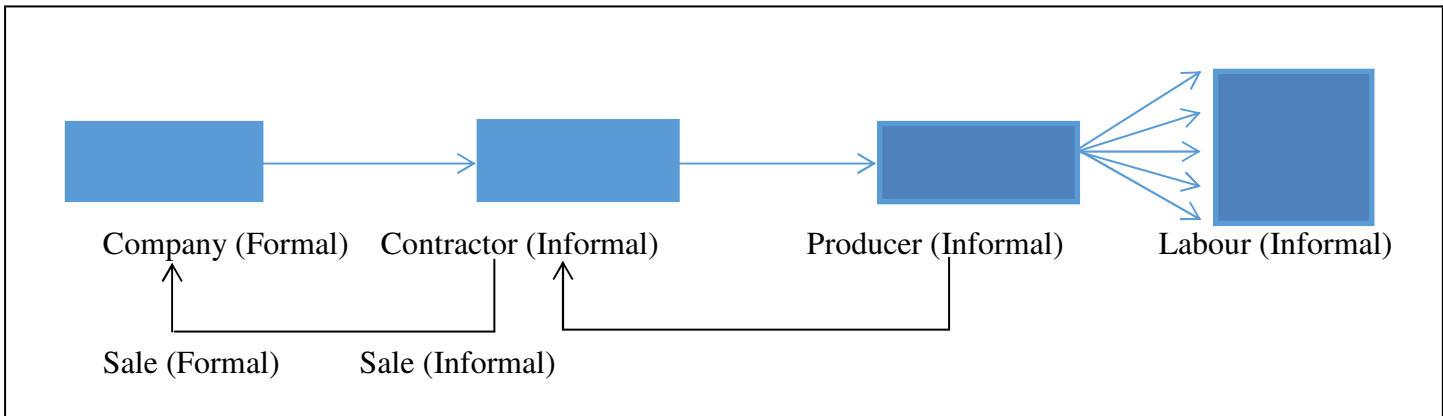 Company (Formal) Contractor (Informal) Producer (Informal) Labour (Informal)
Sale (Formal) Sale (Informal)